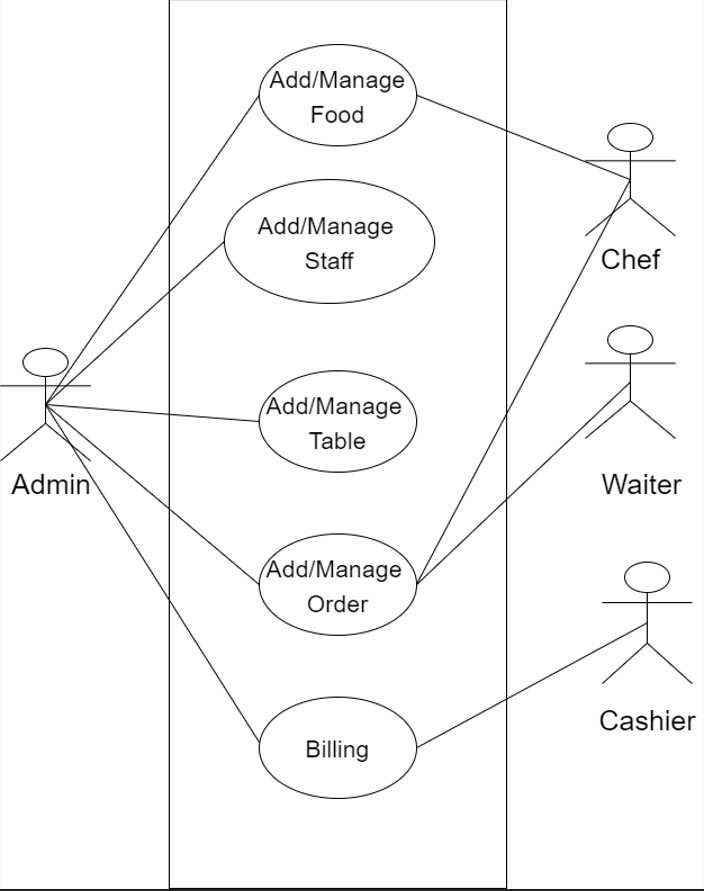 Add/Manage
Food
Add/Manage
Staff
Chef
Add/Manage
Table
Admin
Waiter
Add/Manage
Order
Cashier
Billing